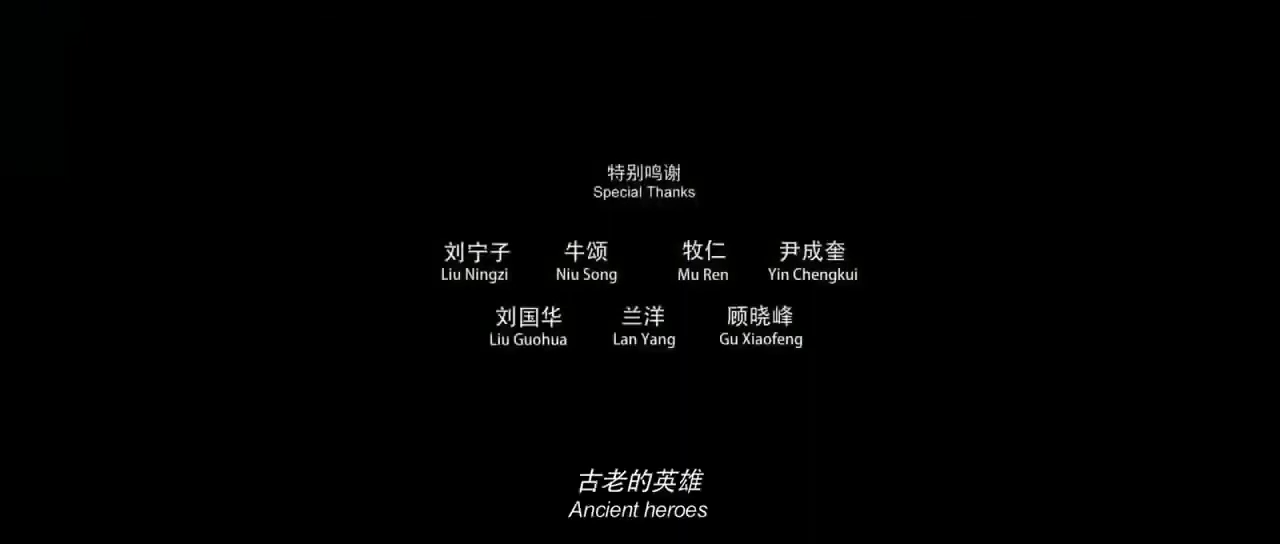 特别鸣谢
Special Thanks
刘宁子 牛颂 牧仁 尹成奎
Liu Ningzi Niu Song Mu Ren Yin Chengkui
刘国华 兰洋 顾晓峰
Liu Guohua Lan Yang Gu Xiaofeng
古老的英雄
Ancient heroes